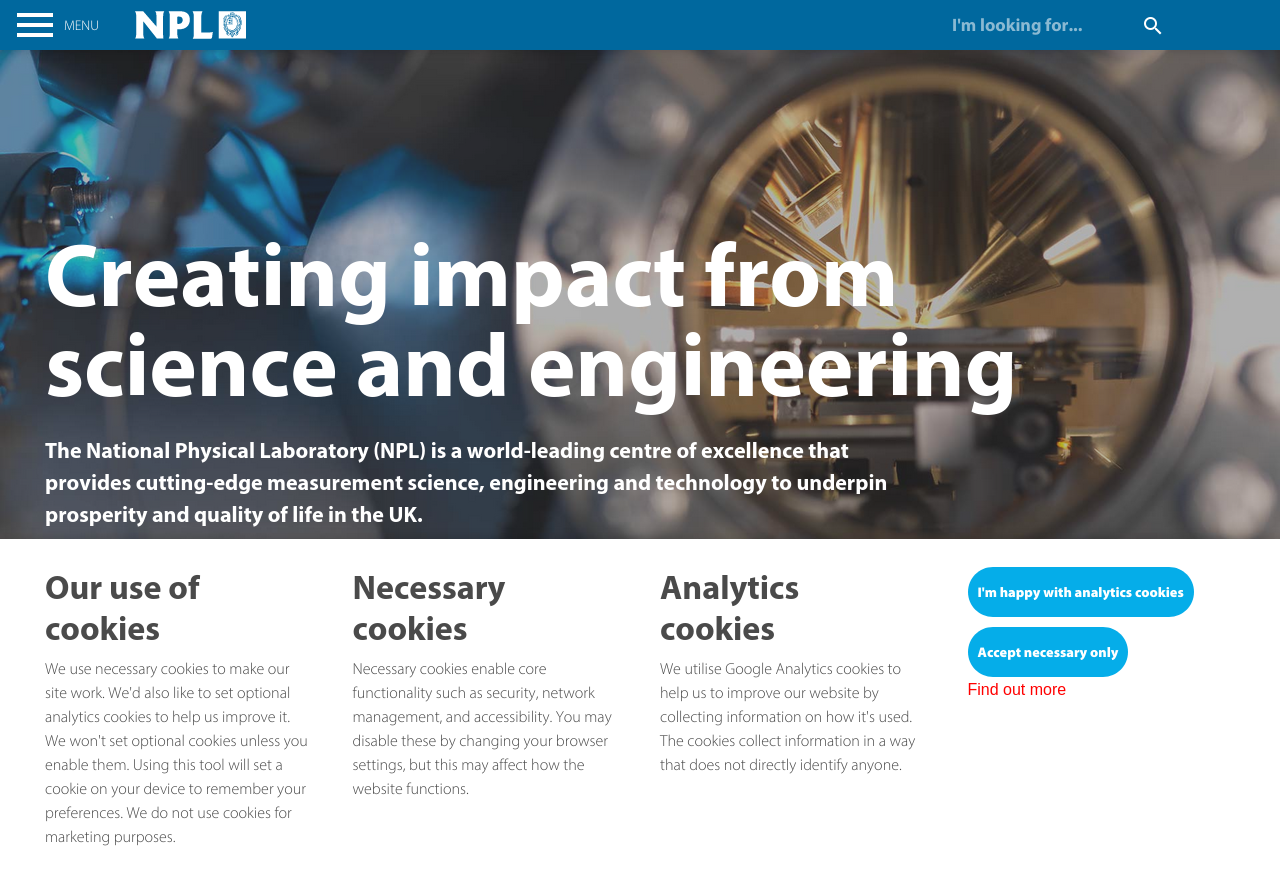 MENU
NPL
I'm looking for...
Creating impact from
science and engineering
The National Physical Laboratory (NPL) is a world-leading centre of excellence that
provides cutting-edge measurement science, engineering and technology to underpin
prosperity and quality of life in the UK.
Our use of
cookies
We use necessary cookies to make our
site work. We'd also like to set optional
analytics cookies to help us improve it.
We won't set optional cookies unless you
enable them. Using this tool will set a
cookie on your device to remember your
preferences. We do not use cookies for
marketing purposes.
Necessary
cookies
Necessary cookies enable core
functionality such as security, network
management, and accessibility. You may
disable these by changing your browser
settings, but this may affect how the
website functions.
Analytics
cookies
We utilise Google Analytics cookies to
help us to improve our website by
collecting information on how it's used.
The cookies collect information in a way
that does not directly identify anyone.
I'm happy with analytics cookies
Accept necessary only
Find out more